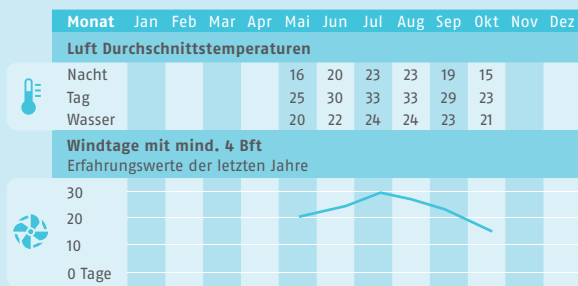 Monat Jan Feb Mar Apr Mai Jun Jul Aug Sep Okt Nov Dez
Luft Durchschnittstemperaturen
Nacht 16 20 23 23 19 15
Tag 25 30 33 33 29 23
Wasser 20 22 24 24 23 21
Windtage mit mind. 4 Bft
Erfahrungswerte der letzten Jahre
30
20
10
0 Tage